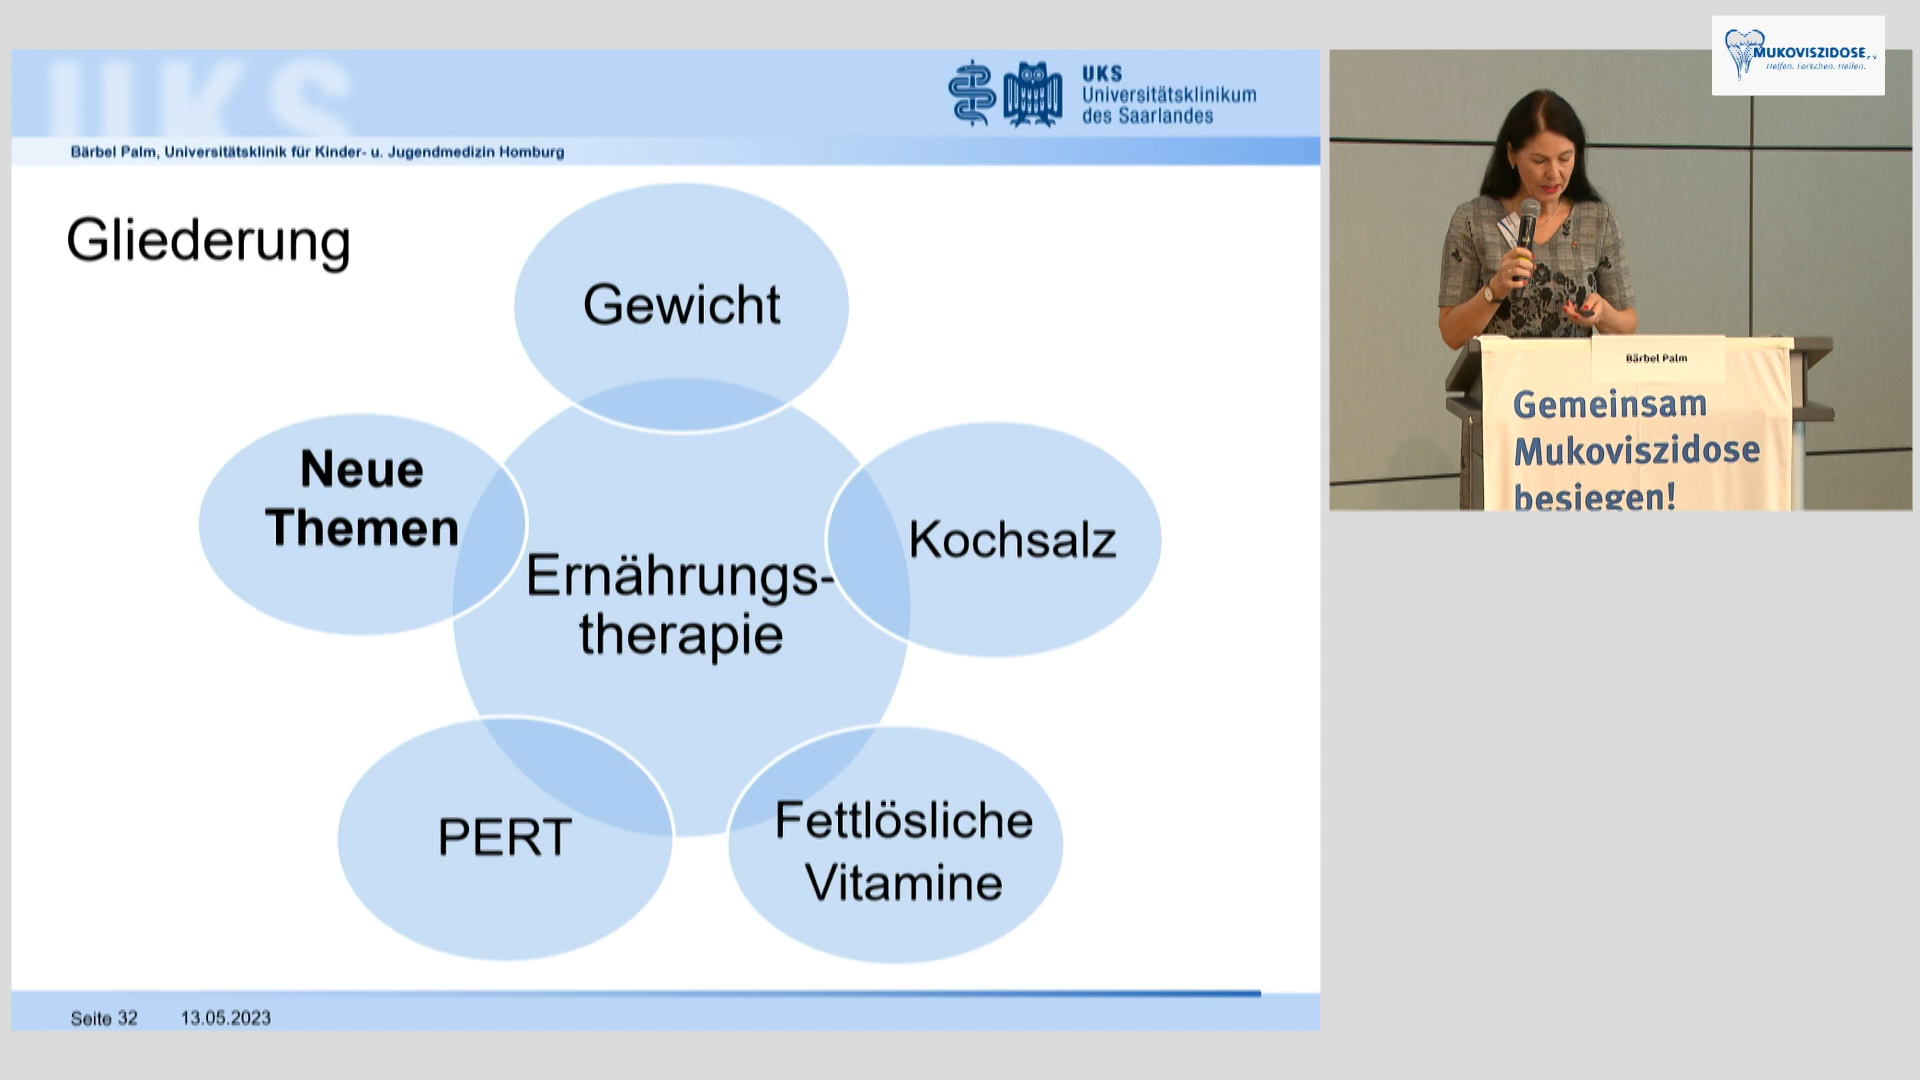 UKS
UKS
Universitätsklinikum
des Saarlandes
Bärbel Palm, Universitätsklinik für Kinder- u. Jugendmedizin Homburg
Gliederung
Gewicht
Neue
Themen
Ernährungs-
therapie
Kochsalz
PERT
Fettlösliche
Vitamine
Seite 32 13.05.2023
MUKOVISZIDOSE
Helfen. Forschen. Heilen.
Bärbel Palm
Gemeinsam
Mukoviszidose
besiegen!